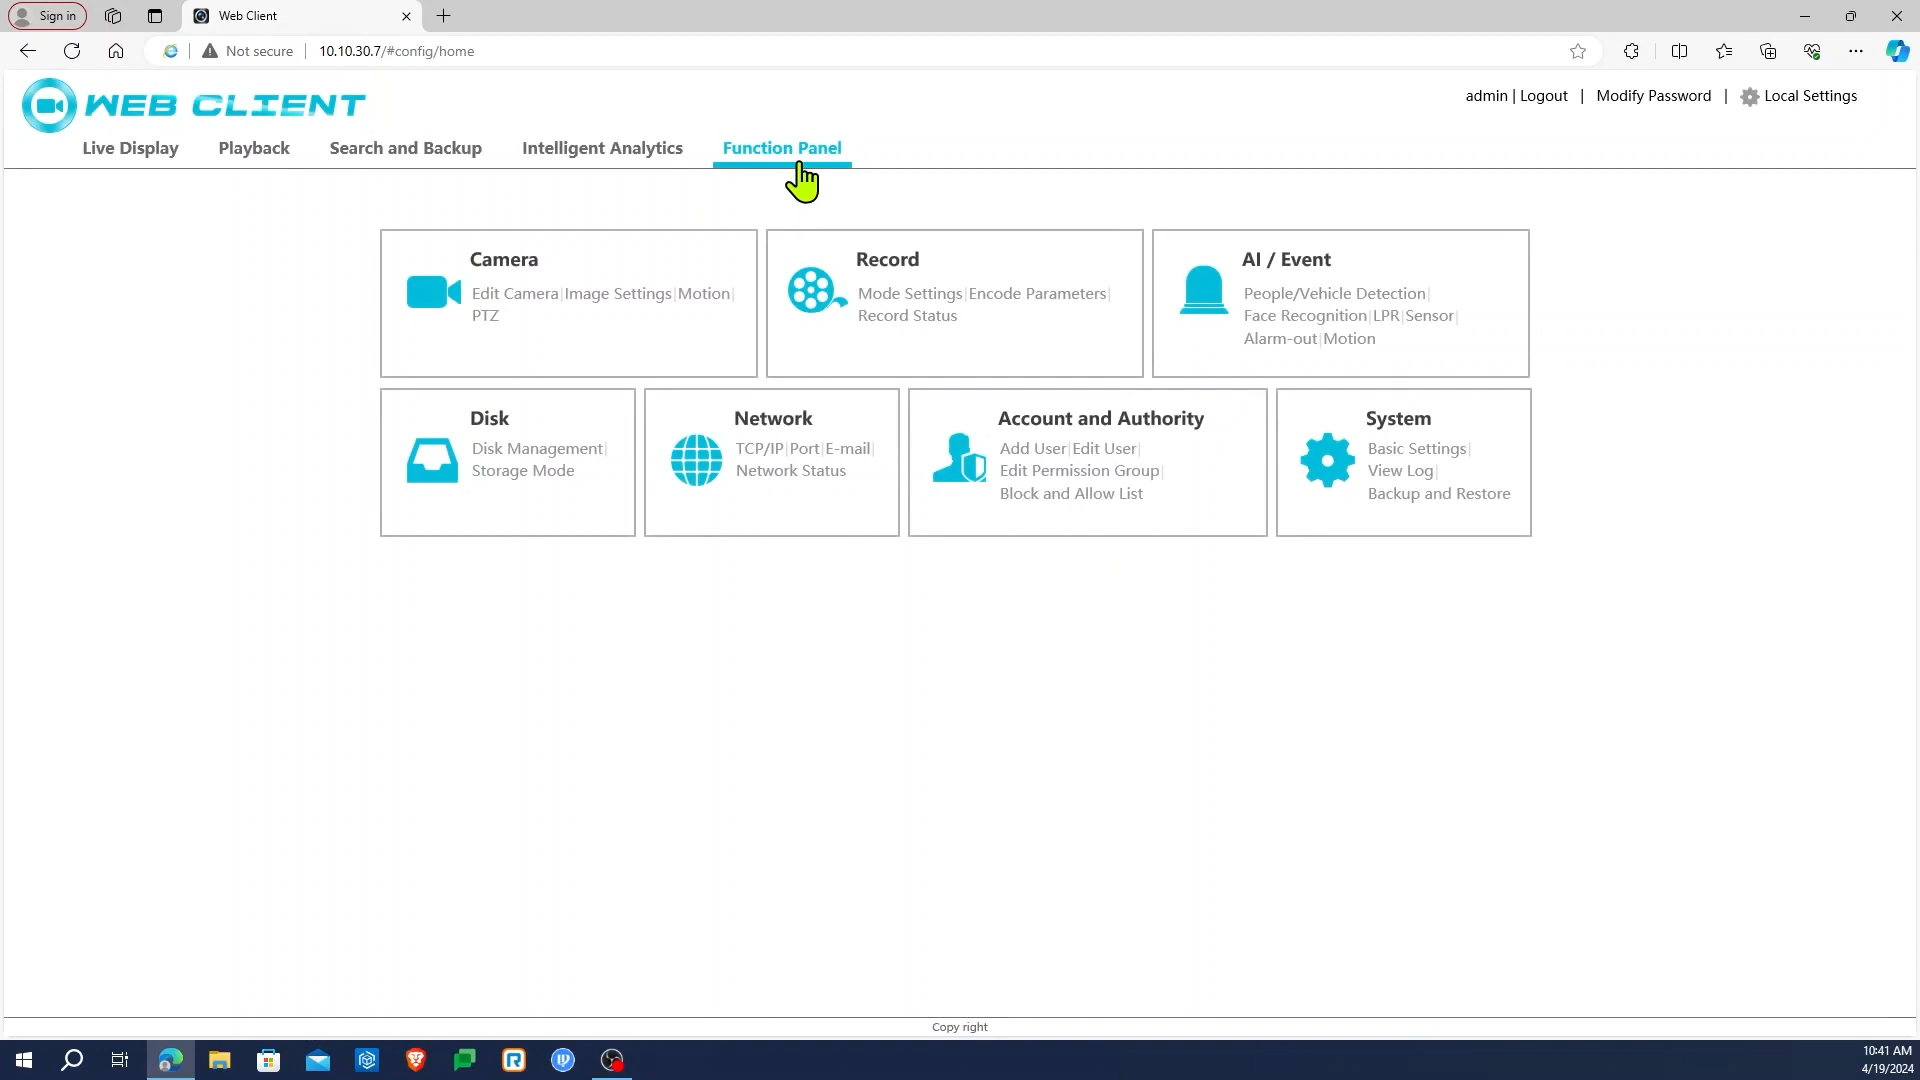 Sign in
Web Client
Not secure
10.10.30.7/#config/home
WEB CLIENT
admin | Logout | Modify Password | Local Settings
Live Display
Playback
Search and Backup
Intelligent Analytics
Function Panel
Camera
Edit Camera|Image Settings|Motion|
PTZ
Record
Mode Settings|Encode Parameters|
Record Status
AI / Event
People/Vehicle Detection|
Face Recognition|LPR|Sensor|
Alarm-out|Motion
Disk
Disk Management|
Storage Mode
Network
TCP/IP|Port|E-mail|
Network Status
Account and Authority
Add User|Edit User|
Edit Permission Group|
Block and Allow List
System
Basic Settings|
View Log|
Backup and Restore
Copy right
10:41 AM
4/19/2024